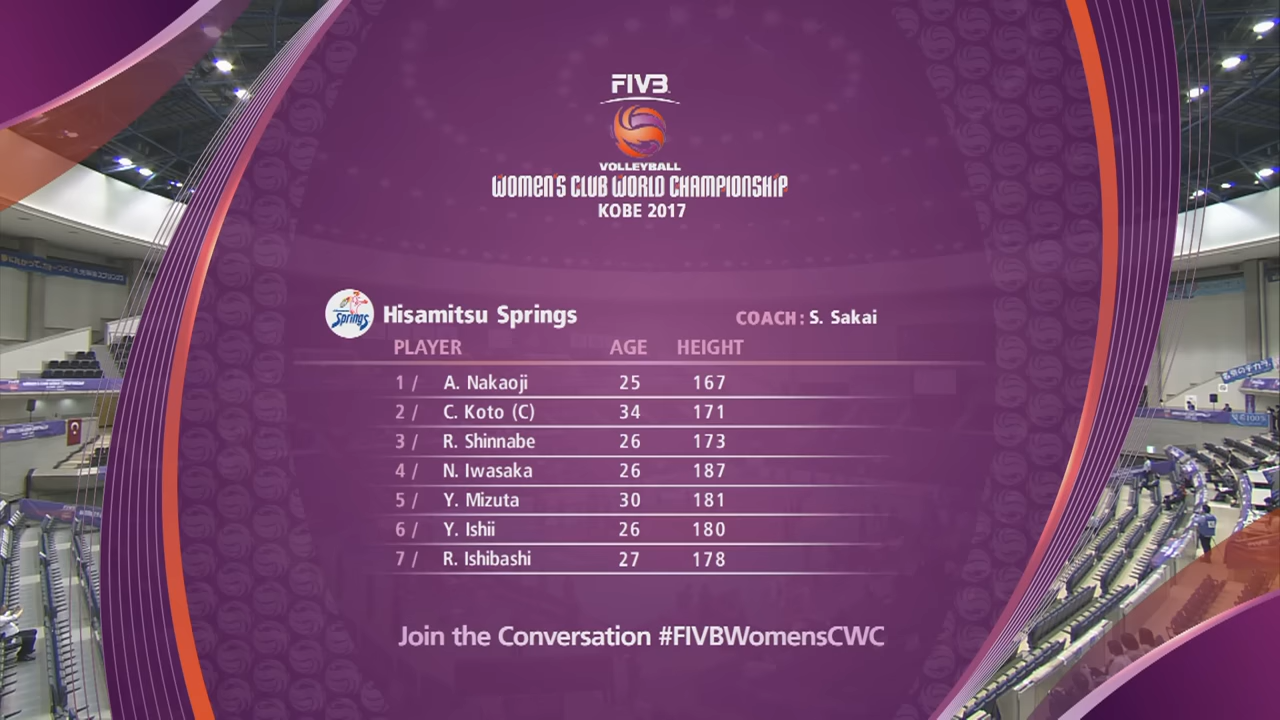 FIVB
VOLLEYBALL
WOMEN'S CLUB WORLD CHAMPIONSHIP
KOBE 2017
Springs
Hisamitsu Springs COACH: S. Sakai
PLAYER AGE HEIGHT
1 / A. Nakaoji 25 167
2 / C. Koto (C) 34 171
3 / R. Shinnabe 26 173
4 / N. Iwasaka 26 187
5 / Y. Mizuta 30 181
6 / Y. Ishii 26 180
7 / R. Ishibashi 27 178
Join the Conversation #FIVBWomensCWC